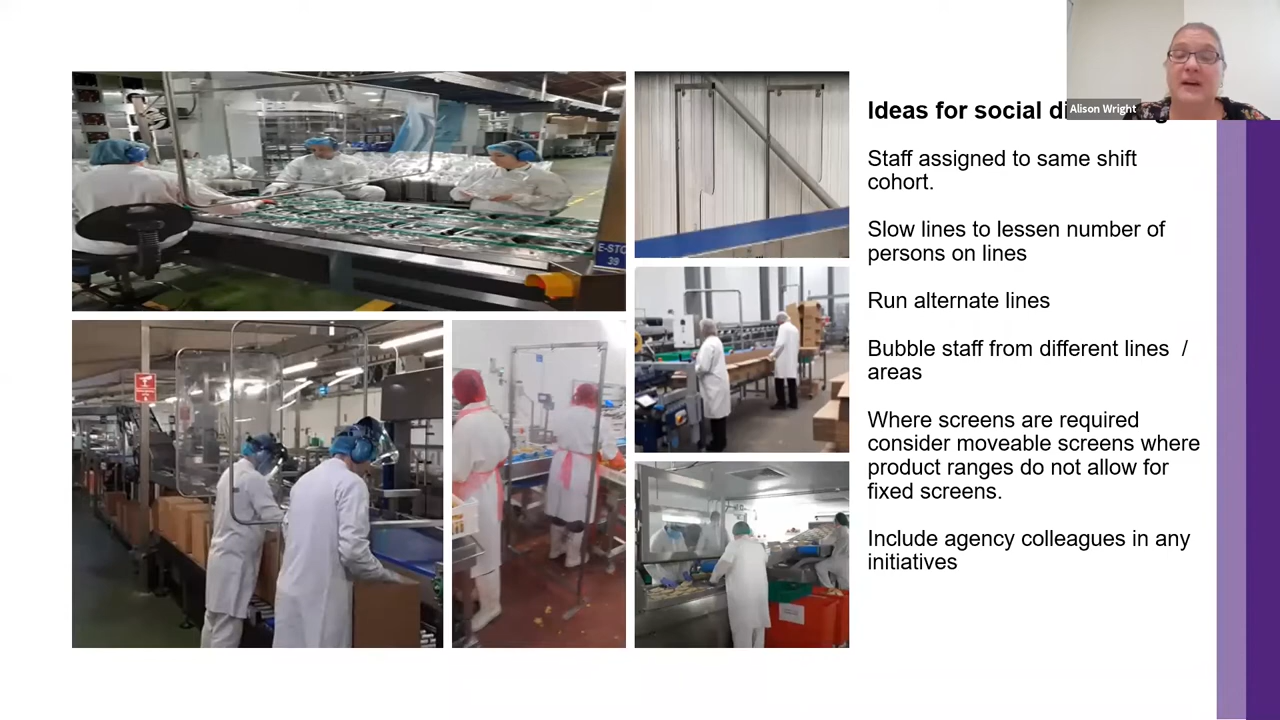 Alison Wright
Ideas for social
Staff assigned to same shift
cohort.
Slow lines to lessen number of
persons on lines
Run alternate lines
Bubble staff from different lines /
areas
Where screens are required
consider moveable screens where
product ranges do not allow for
fixed screens.
Include agency colleagues in any
initiatives
39